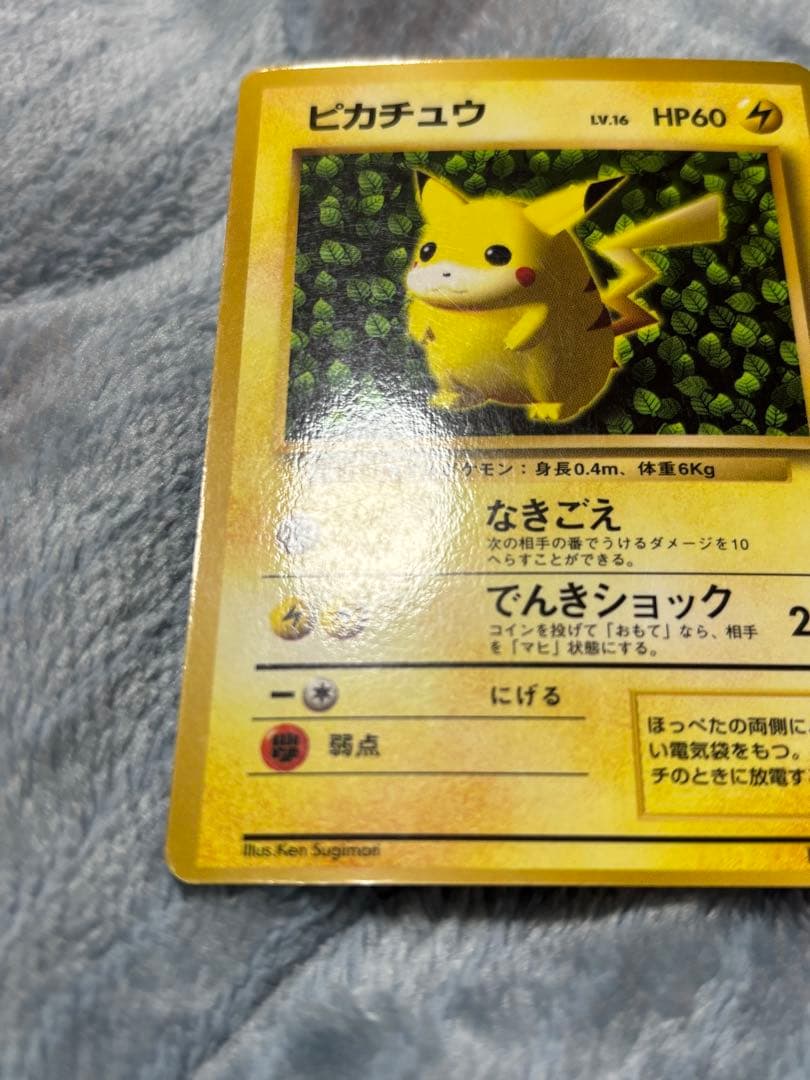 ピカチュウ LV.16 HP60
ケモン：身長0.4m、体重6Kg
なきごえ
次の相手の番でうけるダメージを10
へらすことができる。
でんきショック 2
コインを投げて「おもて」なら、相手
を「マヒ」状態にする。
にげる
弱点
ほっぺたの両側に
い電気袋をもつ。
チのときに放電す
Illus.Ken Sugimori